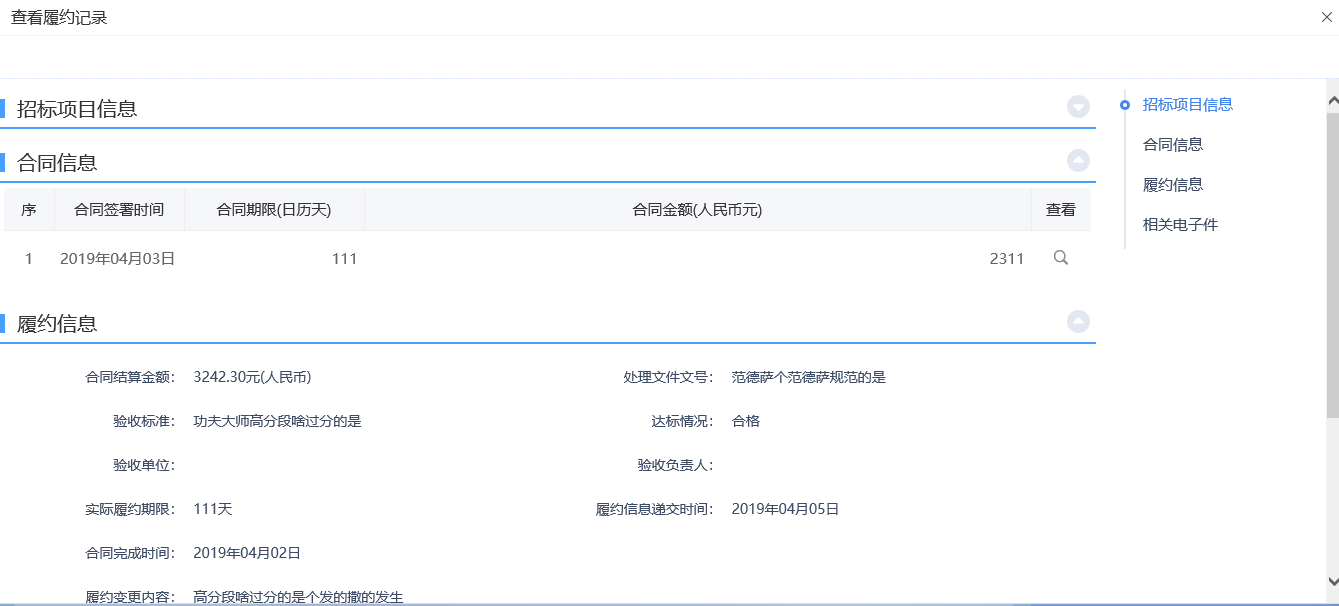 查看履约记录
招标项目信息
招标项目信息
合同信息
合同信息
履约信息
序 合同签署时间 合同期限(日历天) 合同金额(人民币元) 查看
相关电子件
1 2019年04月03日 111 2311
履约信息
合同结算金额： 3242.30元(人民币) 处理文件文号： 范德萨个范德萨规范的是
验收标准： 功夫大师高分段啥过分的是 达标情况： 合格
验收单位： 验收负责人：
实际履约期限： 111天 履约信息递交时间： 2019年04月05日
合同完成时间： 2019年04月02日
履约变更内容： 高分段啥过分的是个发的撒的发生